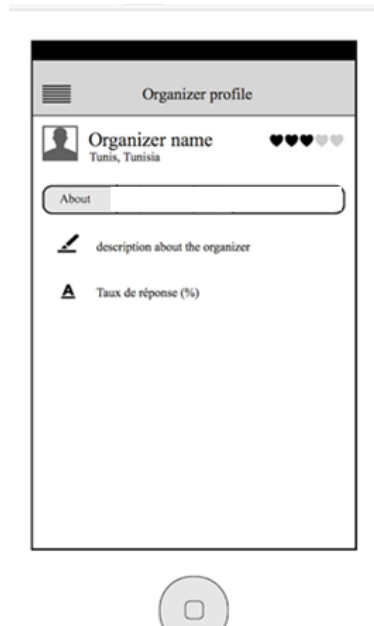 Organizer profile
Organizer name
Tunis, Tunisia
About
description about the organizer
A
Taux de réponse (%)